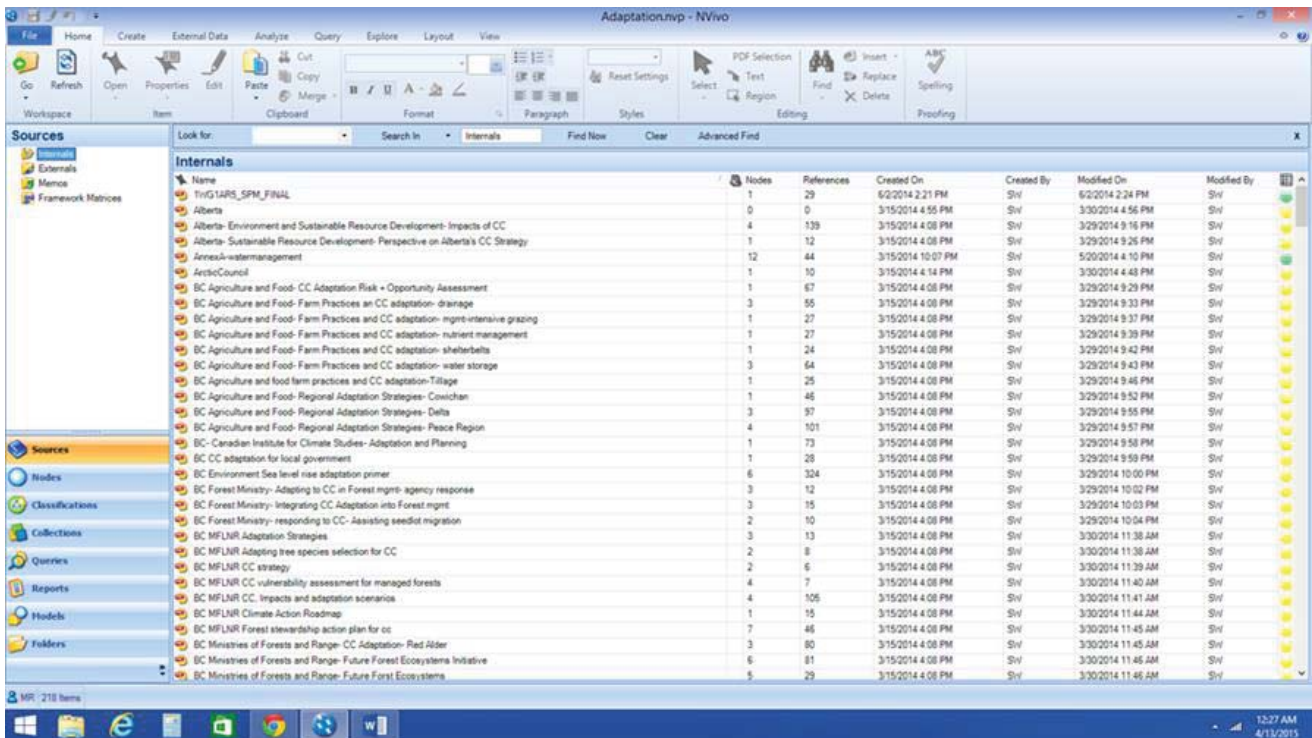 Adaptation.nvp - NVivo
File Home Create External Data Analyze Query Explore Layout View
Go Refresh Open Properties Edit Paste Cut Copy Merge B I U A Reset Settings Select PDF Selection Text Region Find Insert Replace Delete ABC Spelling
Workspace Item Clipboard Format Paragraph Styles Editing Proofing
Sources Look for: Search In Internals Find Now Clear Advanced Find x
Internals
Externals
Memos
Framework Matrices
Internals
Name Nodes References Created On Created By Modified On Modified By
1WG1AR5_SPM_FINAL 1 29 6/2/2014 2:21 PM SW 6/2/2014 2:24 PM SW
Alberta 0 0 3/15/2014 4:55 PM SW 3/30/2014 4:56 PM SW
Alberta- Environment and Sustainable Resource Development- Impacts of CC 4 139 3/15/2014 4:08 PM SW 3/29/2014 9:16 PM SW
Alberta- Sustainable Resource Development- Perspective on Alberta's CC Strategy 1 12 3/15/2014 4:08 PM SW 3/29/2014 9:26 PM SW
AnnexA-watermanagement 12 44 3/15/2014 10:07 PM SW 5/20/2014 4:10 PM SW
ArcticCouncil 1 10 3/15/2014 4:14 PM SW 3/30/2014 4:48 PM SW
BC Agriculture and Food- CC Adaptation Risk + Opportunity Assessment 1 67 3/15/2014 4:08 PM SW 3/29/2014 9:29 PM SW
BC Agriculture and Food- Farm Practices an CC adaptation- drainage 3 55 3/15/2014 4:08 PM SW 3/29/2014 9:33 PM SW
BC Agriculture and Food- Farm Practices and CC adaptation- mgmt-intensive grazing 1 27 3/15/2014 4:08 PM SW 3/29/2014 9:37 PM SW
BC Agriculture and Food- Farm Practices and CC adaptation- nutrient management 1 27 3/15/2014 4:08 PM SW 3/29/2014 9:39 PM SW
BC Agriculture and Food- Farm Practices and CC adaptation- shelterbelts 1 24 3/15/2014 4:08 PM SW 3/29/2014 9:42 PM SW
BC Agriculture and Food- Farm Practices and CC adaptation- water storage 3 64 3/15/2014 4:08 PM SW 3/29/2014 9:43 PM SW
BC Agriculture and food farm practices and CC adaptation-Tillage 1 25 3/15/2014 4:08 PM SW 3/29/2014 9:46 PM SW
BC Agriculture and Food- Regional Adaptation Strategies- Cowichan 1 46 3/15/2014 4:08 PM SW 3/29/2014 9:52 PM SW
BC Agriculture and Food- Regional Adaptation Strategies- Delta 3 97 3/15/2014 4:08 PM SW 3/29/2014 9:55 PM SW
BC Agriculture and Food- Regional Adaptation Strategies- Peace Region 4 101 3/15/2014 4:08 PM SW 3/29/2014 9:57 PM SW
BC- Canadian Institute for Climate Studies- Adaptation and Planning 1 73 3/15/2014 4:08 PM SW 3/29/2014 9:58 PM SW
BC CC adaptation for local government 1 28 3/15/2014 4:08 PM SW 3/29/2014 9:59 PM SW
BC Environment Sea level rise adaptation primer 6 324 3/15/2014 4:08 PM SW 3/29/2014 10:00 PM SW
BC Forest Ministry- Adapting to CC in Forest mgmt- agency response 3 12 3/15/2014 4:08 PM SW 3/29/2014 10:02 PM SW
BC Forest Ministry- Integrating CC Adaptation into Forest mgmt 3 15 3/15/2014 4:08 PM SW 3/29/2014 10:03 PM SW
BC Forest Ministry- responding to CC- Assisting seedlot migration 2 10 3/15/2014 4:08 PM SW 3/29/2014 10:04 PM SW
BC MFLNR Adaptation Strategies 3 13 3/15/2014 4:08 PM SW 3/30/2014 11:38 AM SW
BC MFLNR Adapting tree species selection for CC 2 8 3/15/2014 4:08 PM SW 3/30/2014 11:38 AM SW
BC MFLNR CC strategy 2 6 3/15/2014 4:08 PM SW 3/30/2014 11:39 AM SW
BC MFLNR CC vulnerability assessment for managed forests 4 7 3/15/2014 4:08 PM SW 3/30/2014 11:40 AM SW
BC MFLNR CC, Impacts and adaptation scenarios 4 105 3/15/2014 4:08 PM SW 3/30/2014 11:41 AM SW
BC MFLNR Climate Action Roadmap 1 15 3/15/2014 4:08 PM SW 3/30/2014 11:44 AM SW
BC MFLNR Forest stewardship action plan for cc 7 46 3/15/2014 4:08 PM SW 3/30/2014 11:45 AM SW
BC Ministries of Forests and Range- CC Adaptation- Red Alder 3 80 3/15/2014 4:08 PM SW 3/30/2014 11:45 AM SW
BC Ministries of Forests and Range- Future Forest Ecosystems Initiative 6 81 3/15/2014 4:08 PM SW 3/30/2014 11:46 AM SW
BC Ministries of Forests and Range- Future Forst Ecosystems 5 29 3/15/2014 4:08 PM SW 3/30/2014 11:46 AM SW
Sources
Nodes
Classifications
Collections
Queries
Reports
Models
Folders
MR 218 Items
12:27 AM
4/13/2015